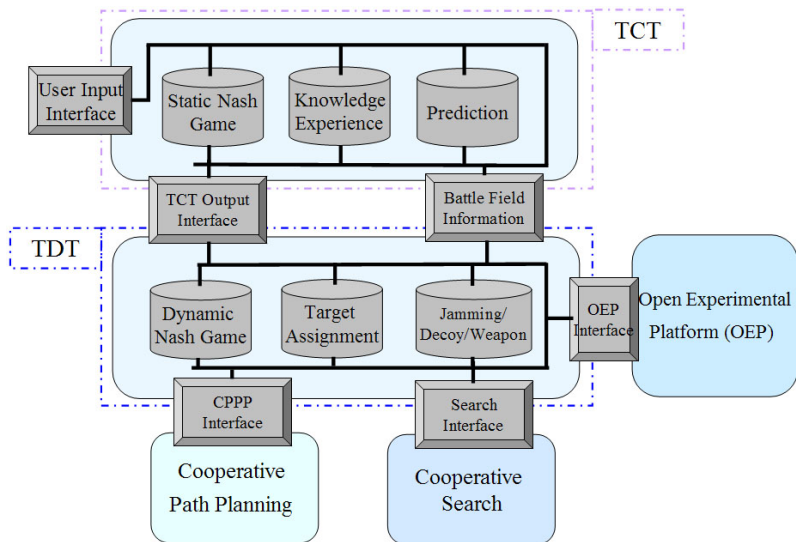 TCT
User Input
Interface
Static Nash
Game
Knowledge
Experience
Prediction
TCT Output
Interface
Battle Field
Information
TDT
Dynamic
Nash Game
Target
Assignment
Jamming/
Decoy/Weapon
OEP
Interface
Open Experimental
Platform (OEP)
CPPP
Interface
Search
Interface
Cooperative
Path Planning
Cooperative
Search